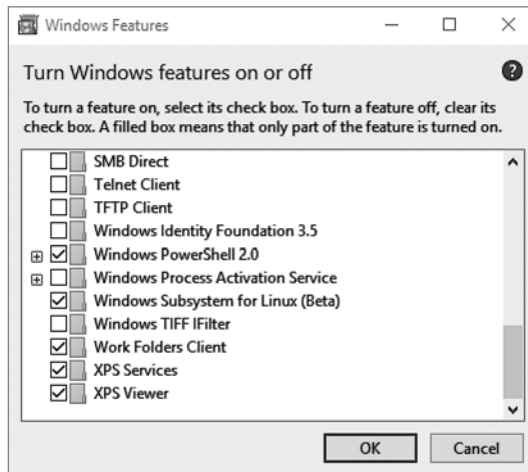 Windows Features
Turn Windows features on or off
To turn a feature on, select its check box. To turn a feature off, clear its
check box. A filled box means that only part of the feature is turned on.
SMB Direct
Telnet Client
TFTP Client
Windows Identity Foundation 3.5
Windows PowerShell 2.0
Windows Process Activation Service
Windows Subsystem for Linux (Beta)
Windows TIFF IFilter
Work Folders Client
XPS Services
XPS Viewer
OK Cancel